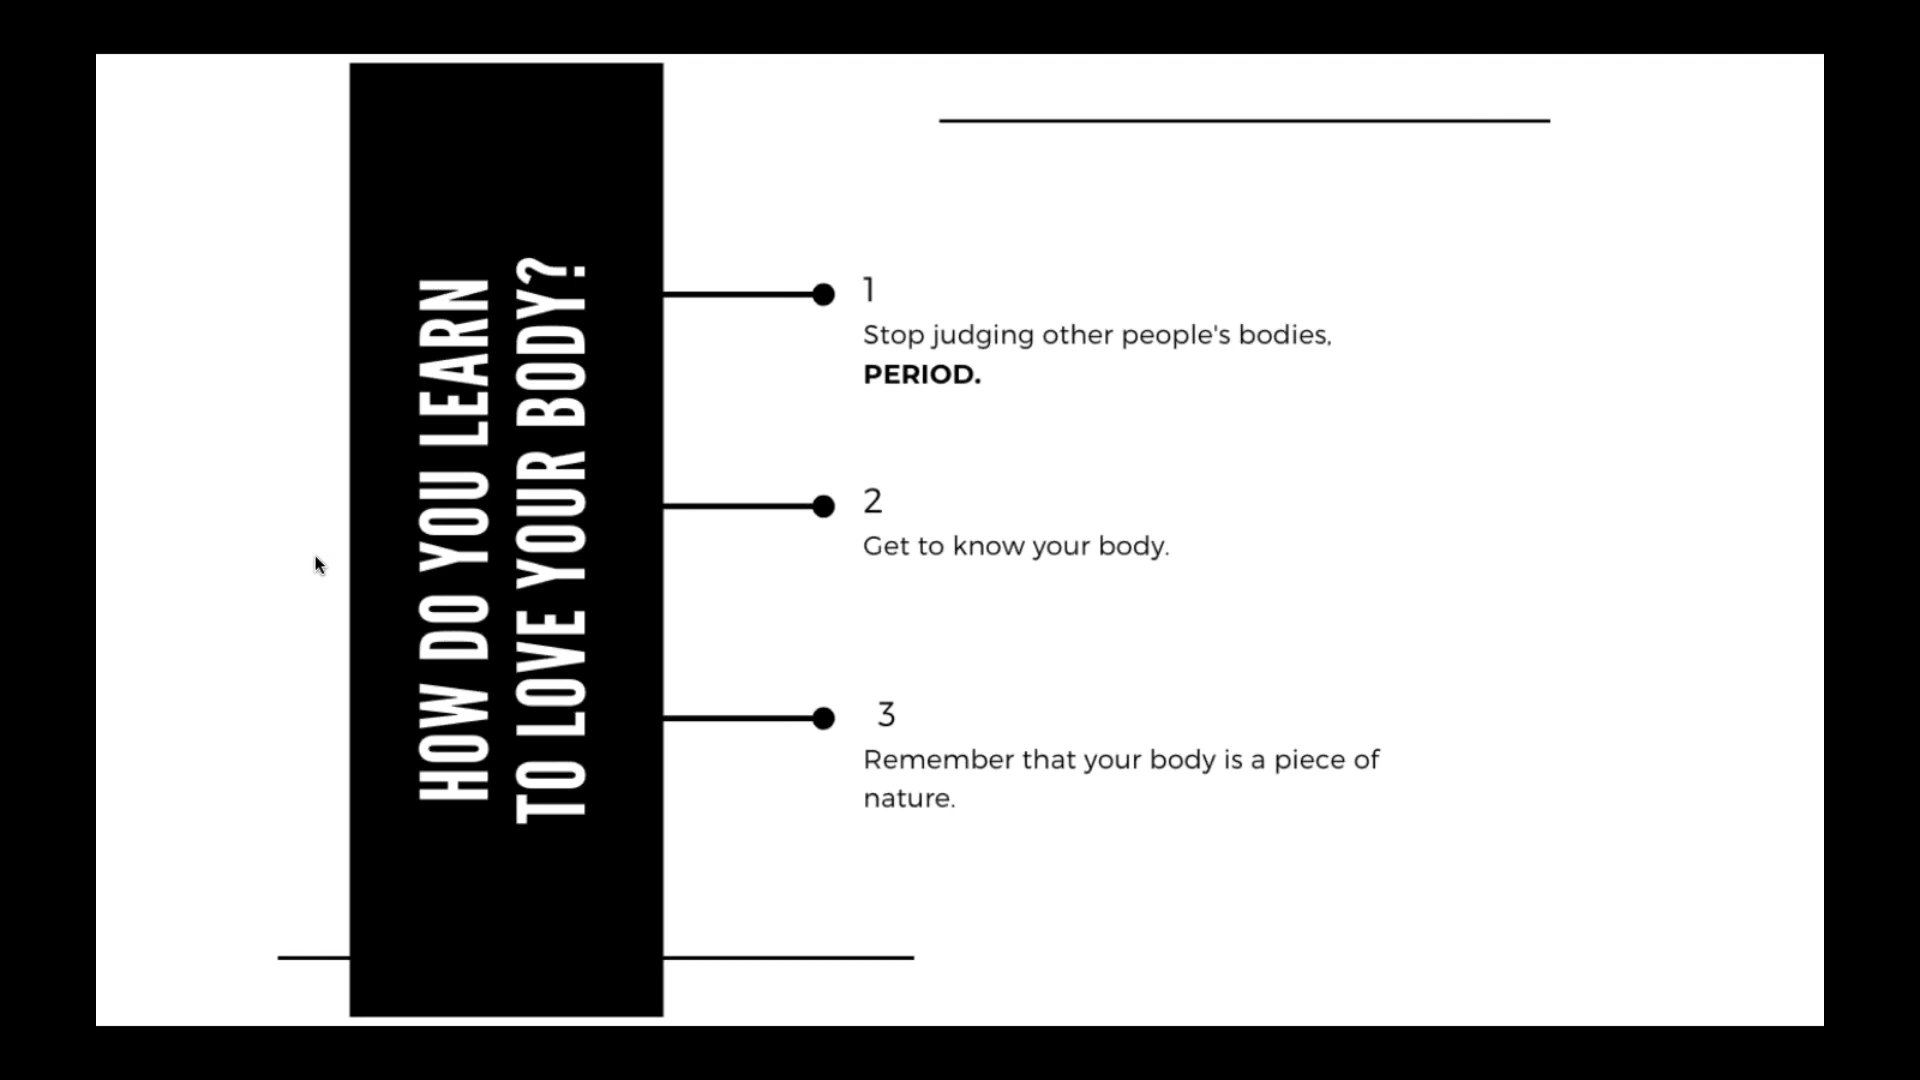 HOW DO YOU LEARN
TO LOVE YOUR BODY?
1
Stop judging other people's bodies,
PERIOD.
2
Get to know your body.
3
Remember that your body is a piece of
nature.